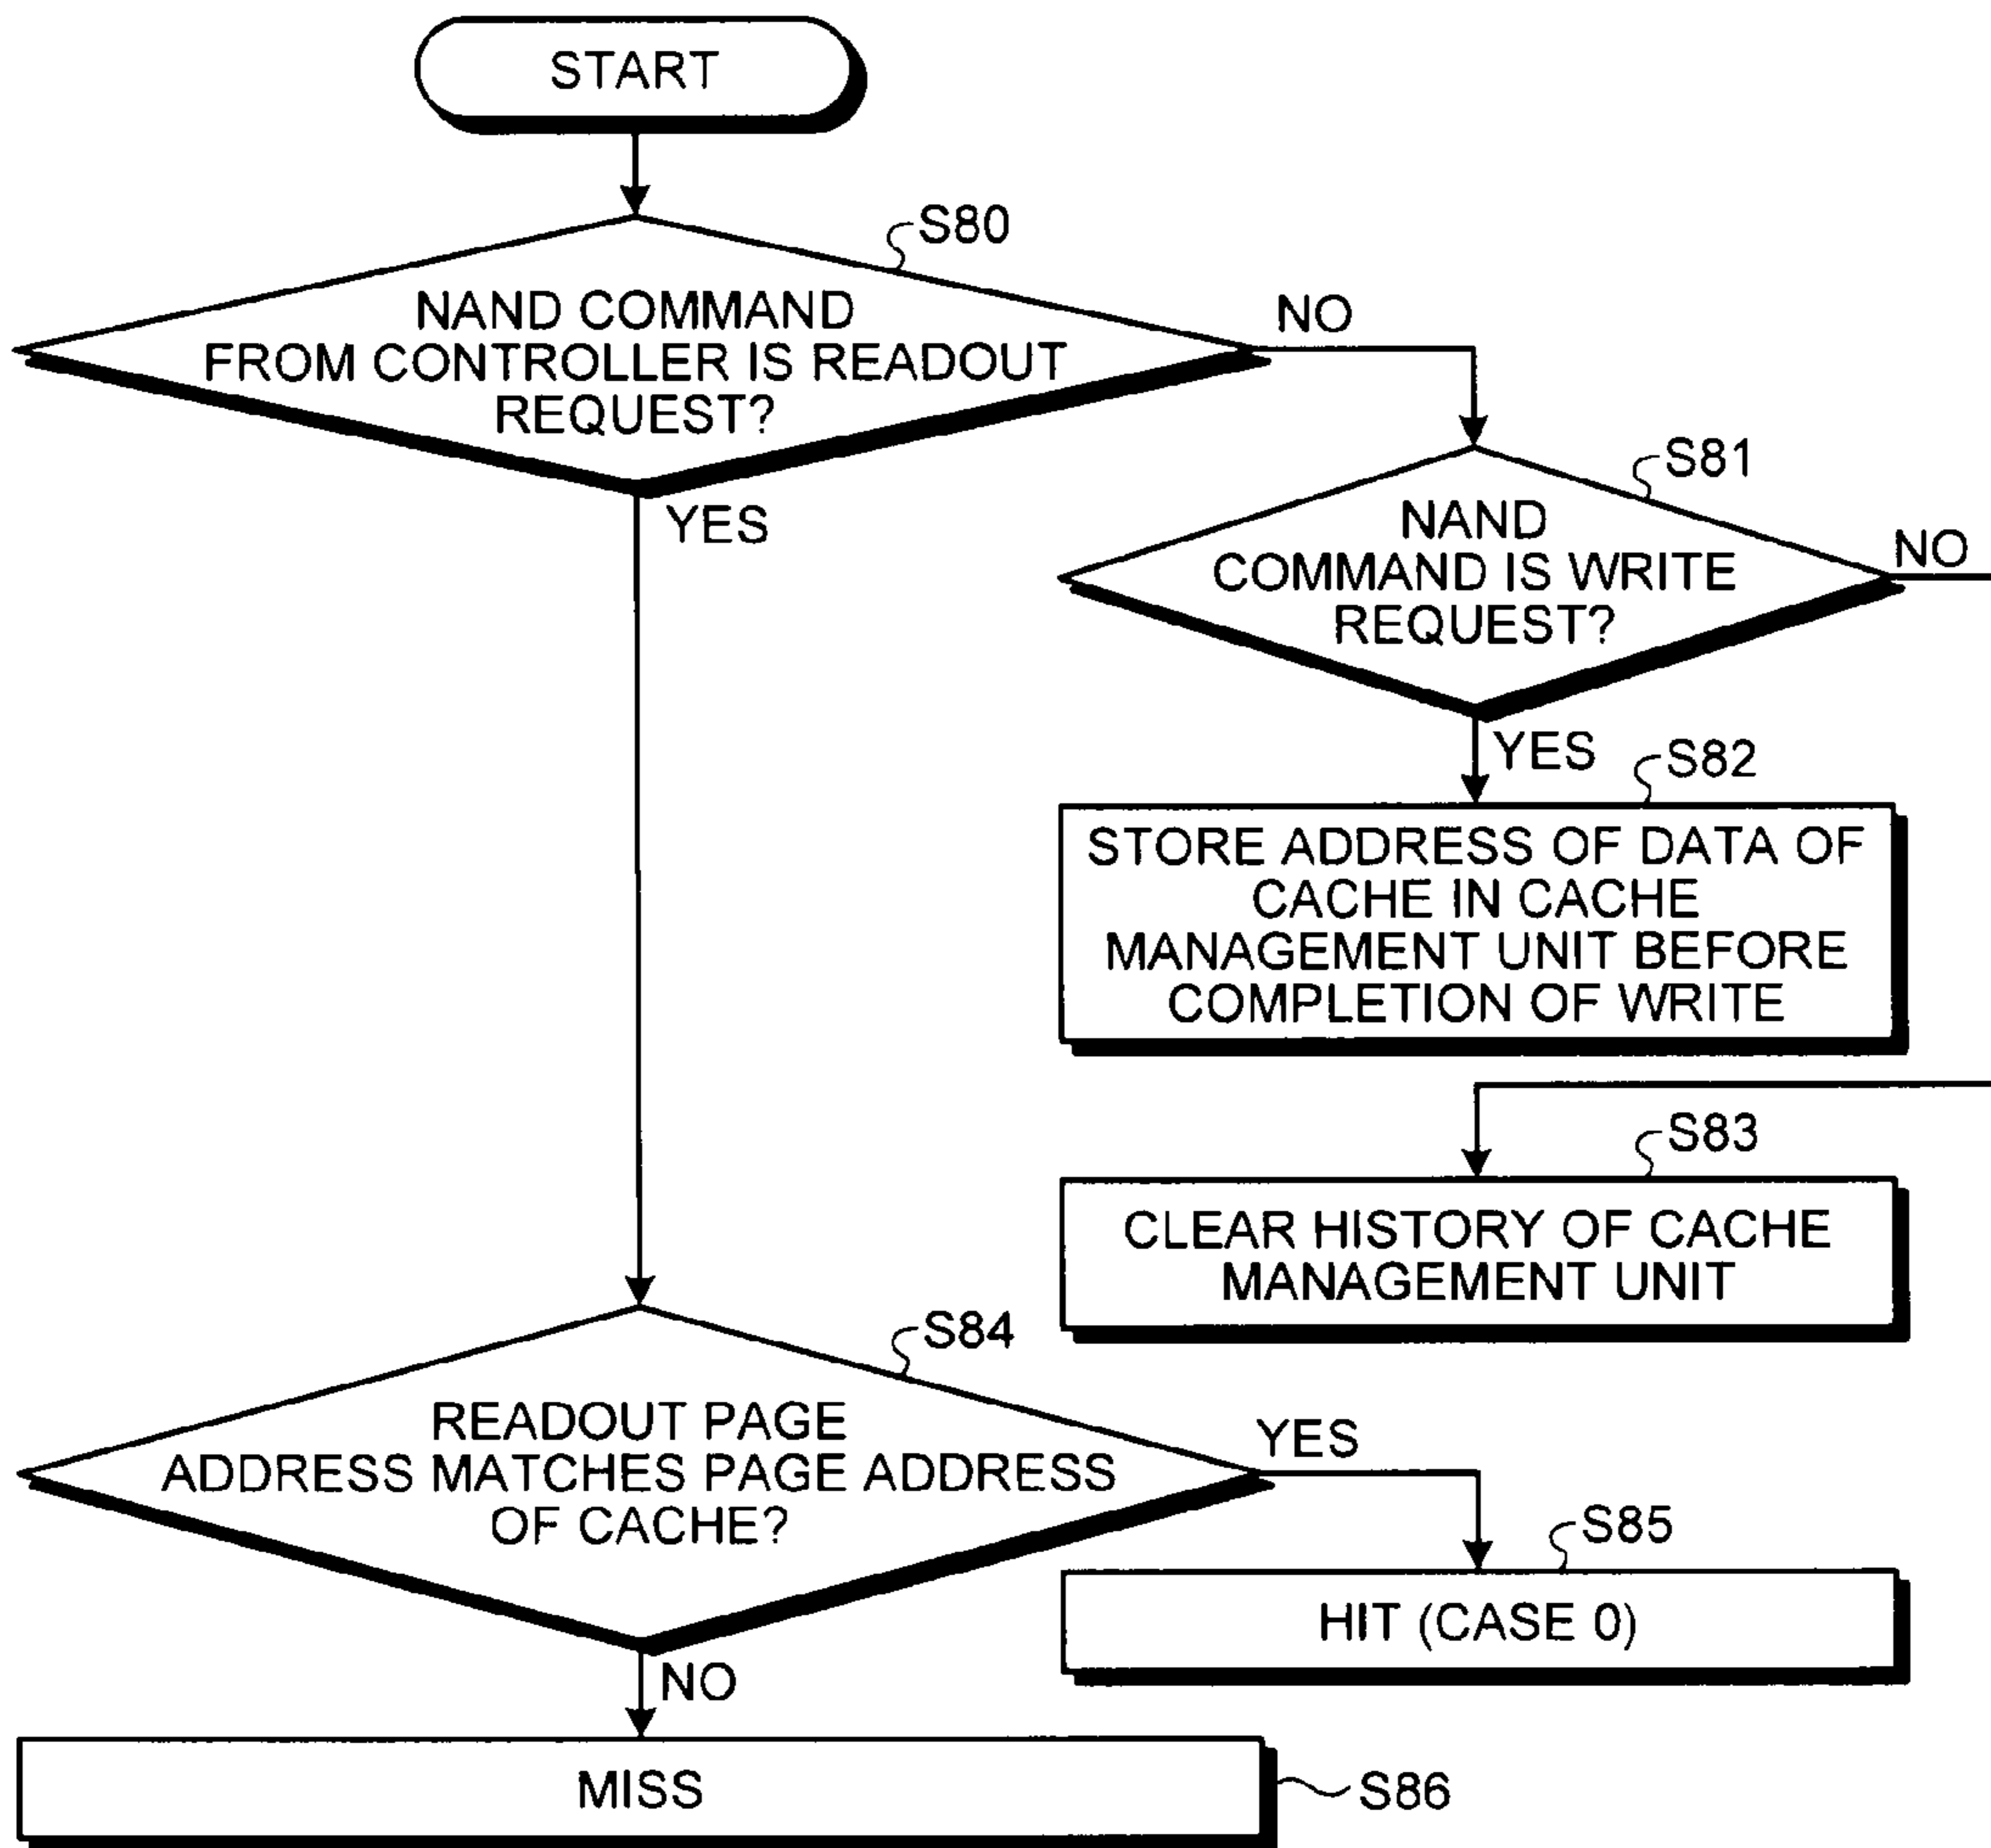 START
S80
NAND COMMAND
FROM CONTROLLER IS READOUT
REQUEST?
NO
YES
S81
NAND
COMMAND IS WRITE
REQUEST?
NO
YES
S82
STORE ADDRESS OF DATA OF
CACHE IN CACHE
MANAGEMENT UNIT BEFORE
COMPLETION OF WRITE
S83
CLEAR HISTORY OF CACHE
MANAGEMENT UNIT
S84
READOUT PAGE
ADDRESS MATCHES PAGE ADDRESS
OF CACHE?
YES
S85
HIT (CASE 0)
NO
MISS
S86